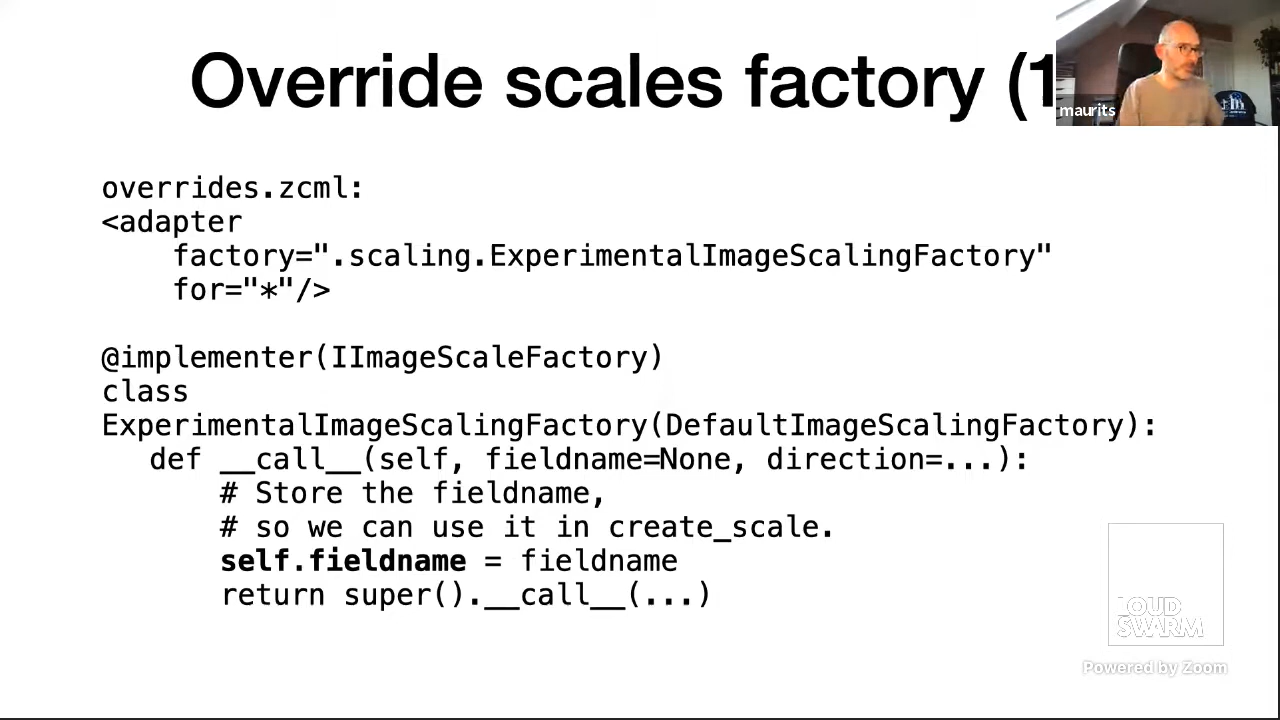 Override scales factory (1
maurits
overrides.zcml:
<adapter
    factory=".scaling.ExperimentalImageScalingFactory"
    for="*"/>
@implementer(IImageScaleFactory)
class
ExperimentalImageScalingFactory(DefaultImageScalingFactory):
   def __call__(self, fieldname=None, direction=...):
       # Store the fieldname,
       # so we can use it in create_scale.
       self.fieldname = fieldname
       return super().__call__(...)
LOUD
SWARM
Powered by Zoom